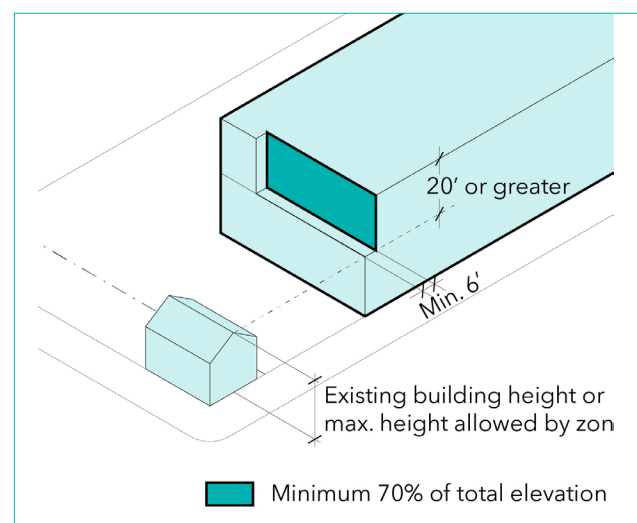 20' or greater
Min. 6'
Existing building height or
max. height allowed by zon
Minimum 70% of total elevation